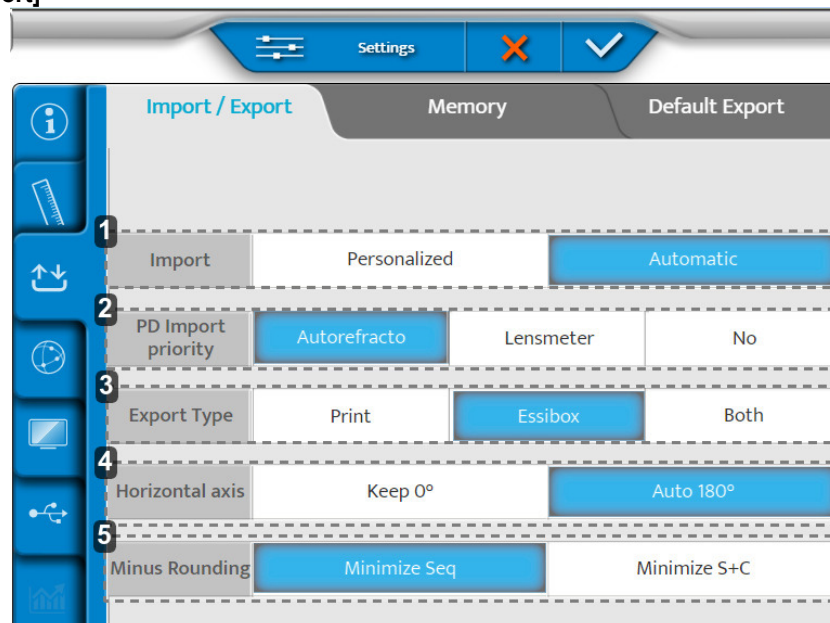 ort]
Settings
Import / Export Memory Default Export
1
Import Personalized Automatic
2
PD Import
priority Autorefracto Lensmeter No
3
Export Type Print Essibox Both
4
Horizontal axis Keep 0° Auto 180°
5
Minus Rounding Minimize Seq Minimize S+C